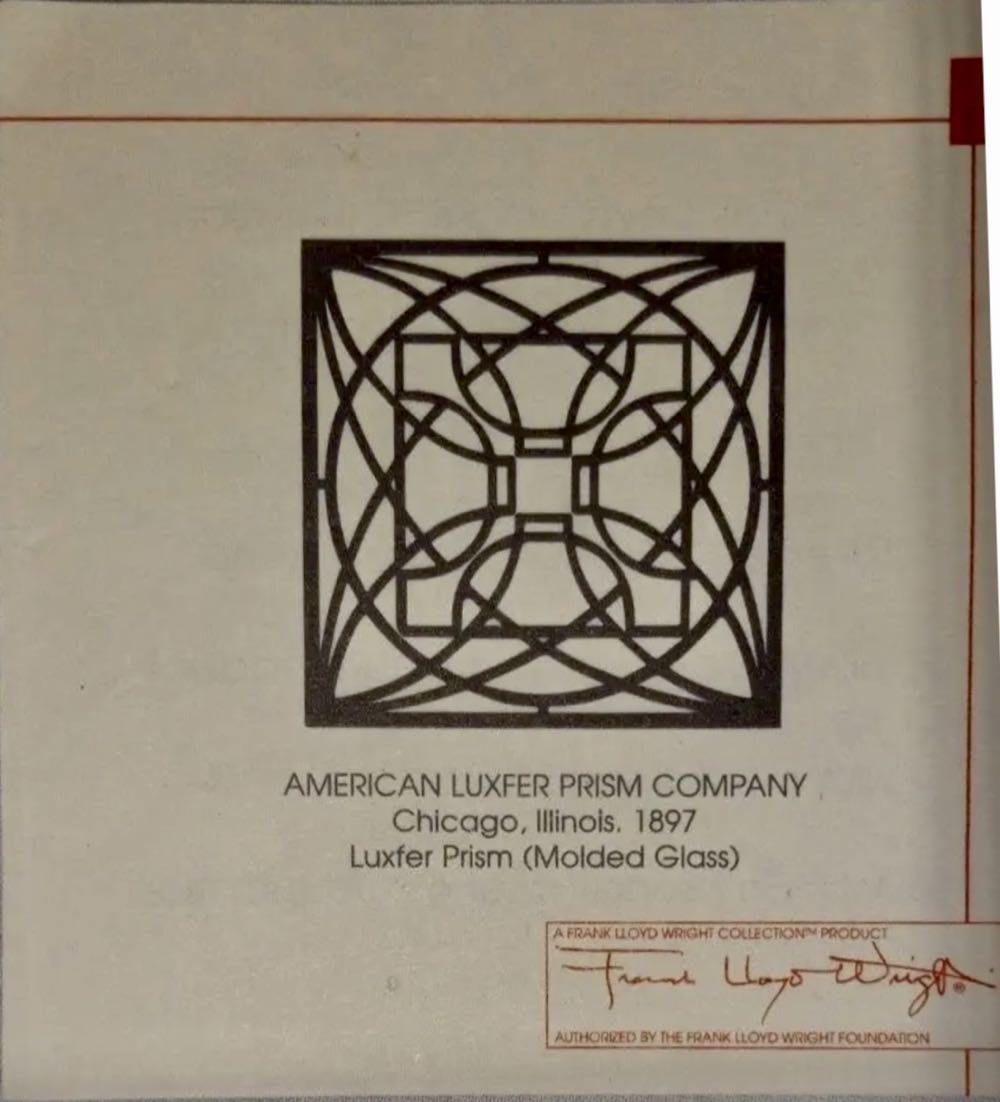 AMERICAN LUXFER PRISM COMPANY
Chicago, Illinois. 1897
Luxfer Prism (Molded Glass)
A FRANK LLOYD WRIGHT COLLECTION™ PRODUCT
Frank Lloyd Wright®
AUTHORIZED BY THE FRANK LLOYD WRIGHT FOUNDATION